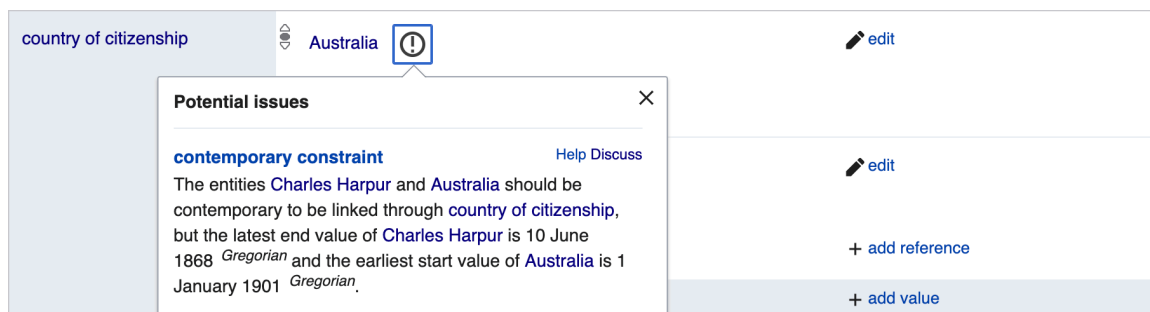 country of citizenship
Australia
edit
Potential issues
contemporary constraint
Help Discuss
The entities Charles Harpur and Australia should be
contemporary to be linked through country of citizenship,
but the latest end value of Charles Harpur is 10 June
1868 Gregorian and the earliest start value of Australia is 1
January 1901 Gregorian.
edit
+ add reference
+ add value